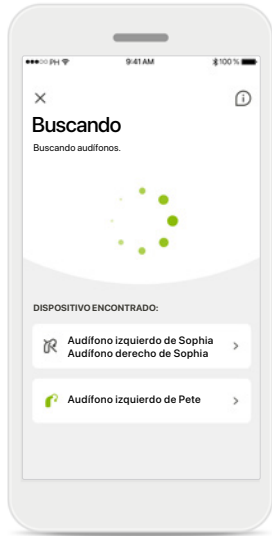 PH 9:41 AM 100 %
Buscando
Buscando audífonos.
DISPOSITIVO ENCONTRADO:
Audífono izquierdo de Sophia
Audífono derecho de Sophia
Audífono izquierdo de Pete